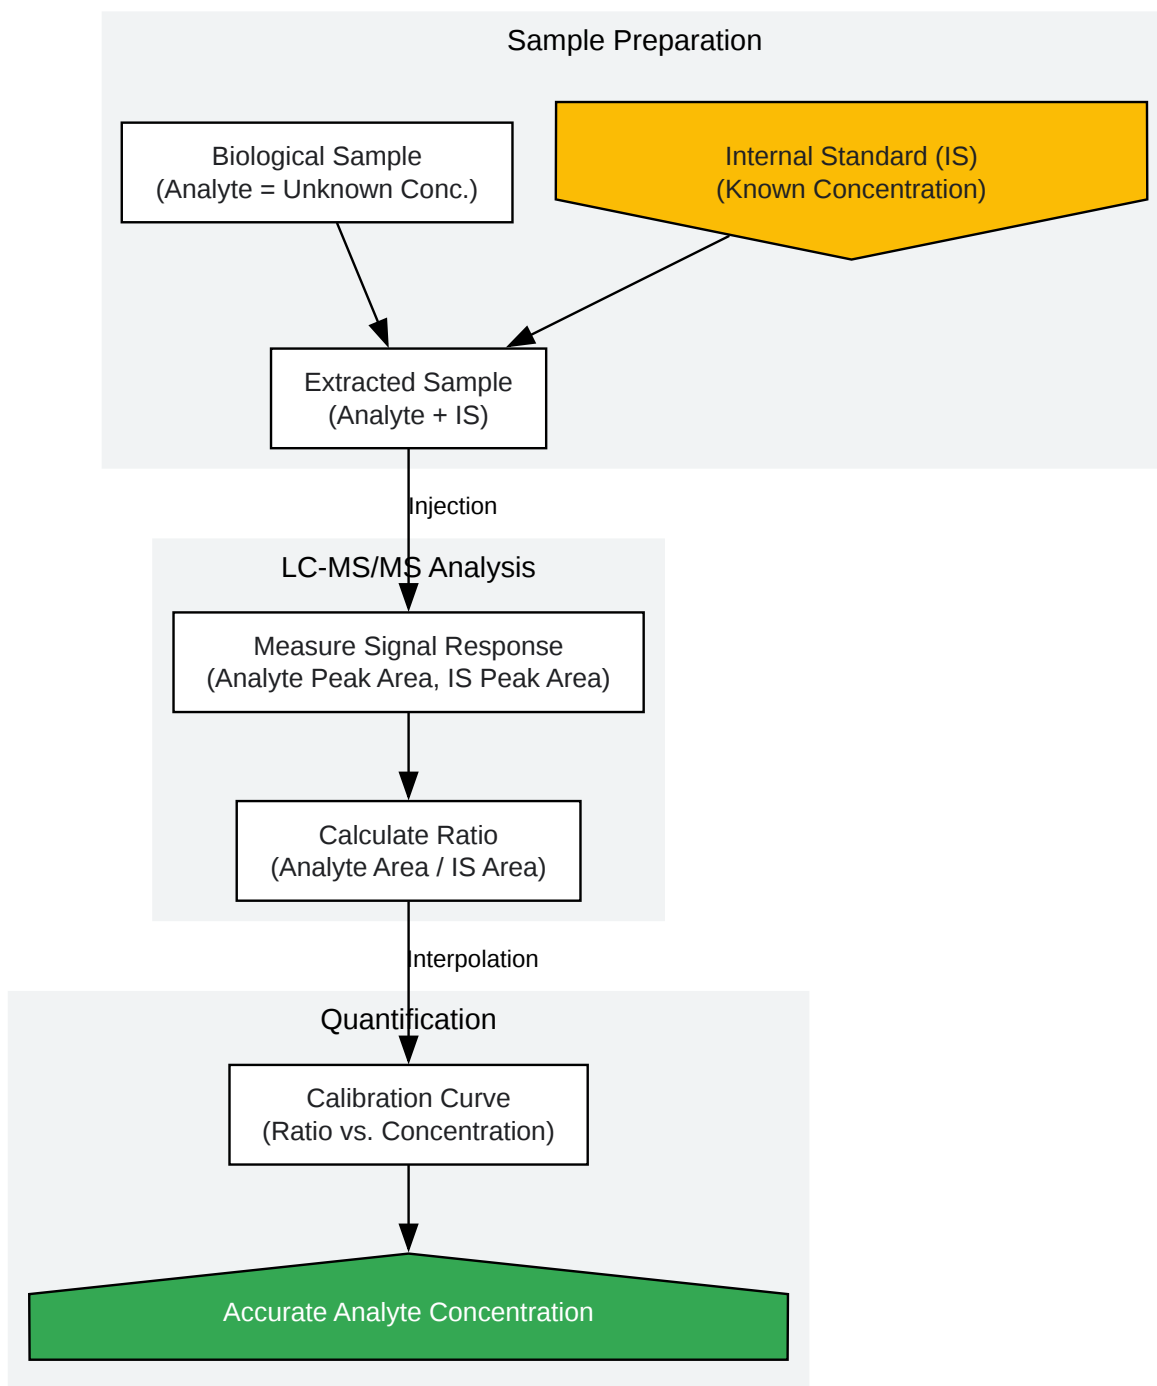 Sample Preparation
Biological Sample
(Analyte = Unknown Conc.)
Internal Standard (IS)
(Known Concentration)
Extracted Sample
(Analyte + IS)
Injection
LC-MS/MS Analysis
Measure Signal Response
(Analyte Peak Area, IS Peak Area)
Calculate Ratio
(Analyte Area / IS Area)
Interpolation
Quantification
Calibration Curve
(Ratio vs. Concentration)
Accurate Analyte Concentration